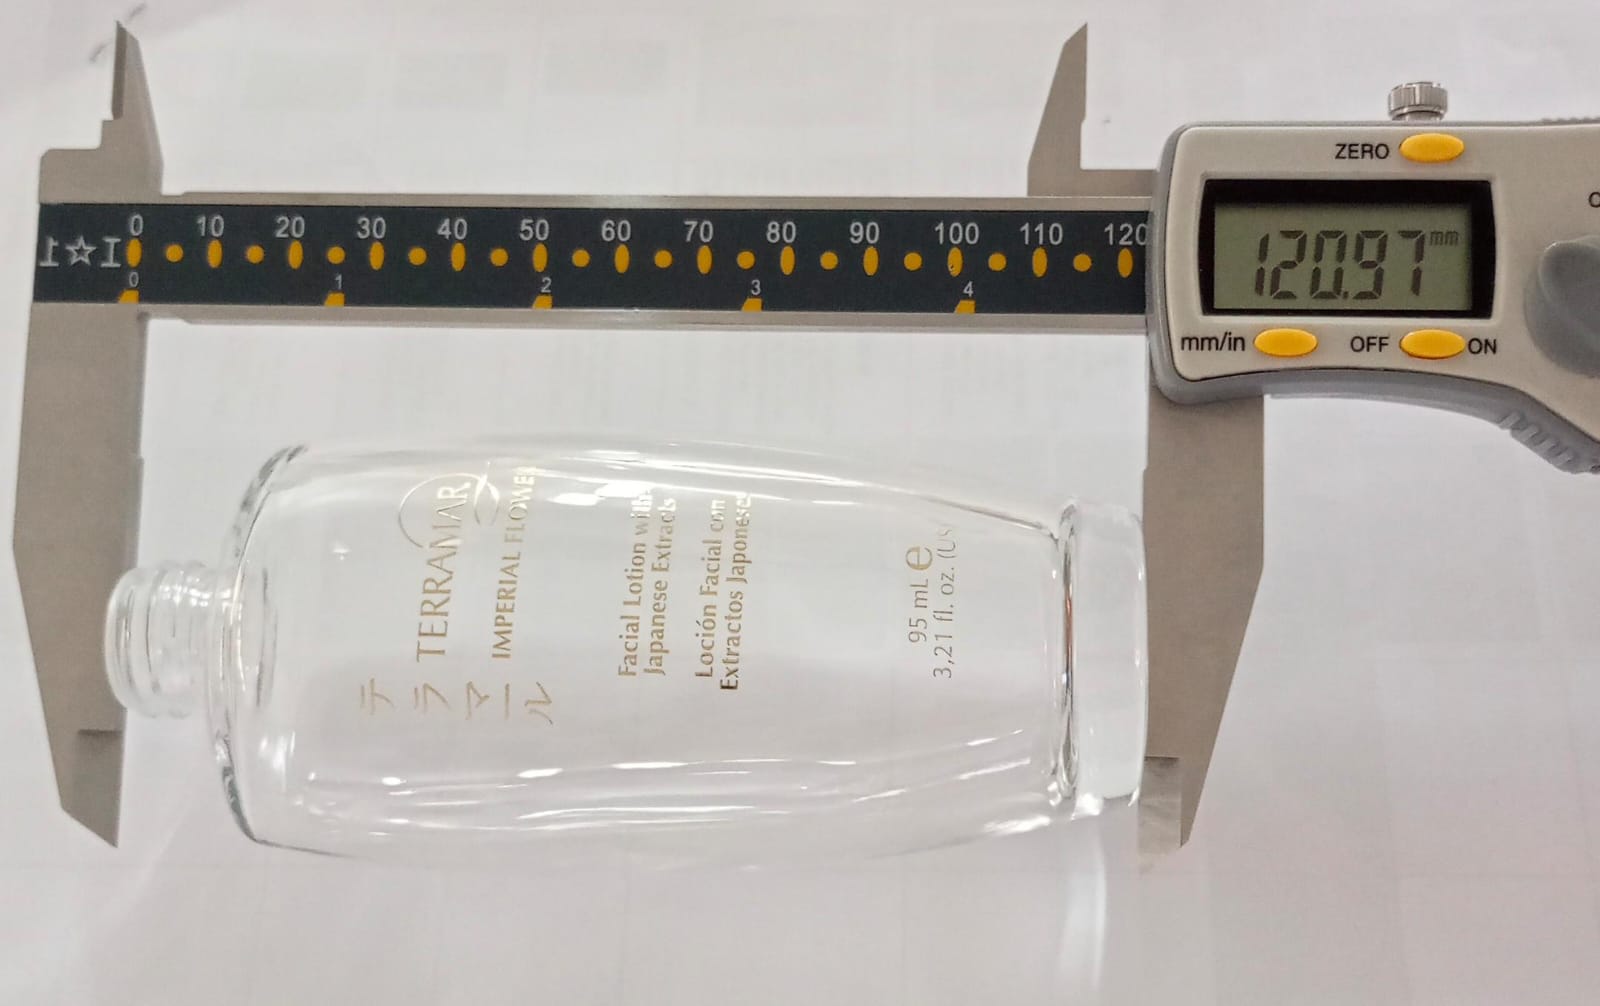 ZERO
120.97 mm
mm/in
OFF
ON
0 10 20 30 40 50 60 70 80 90 100 110 120
0 1 2 3 4
テラマール
TERRAMAR
IMPERIAL FLOWER
Facial Lotion with
Japanese Extracts
Loción Facial con
Extractos Japoneses
95 mL e
3,21 fl. oz. (US